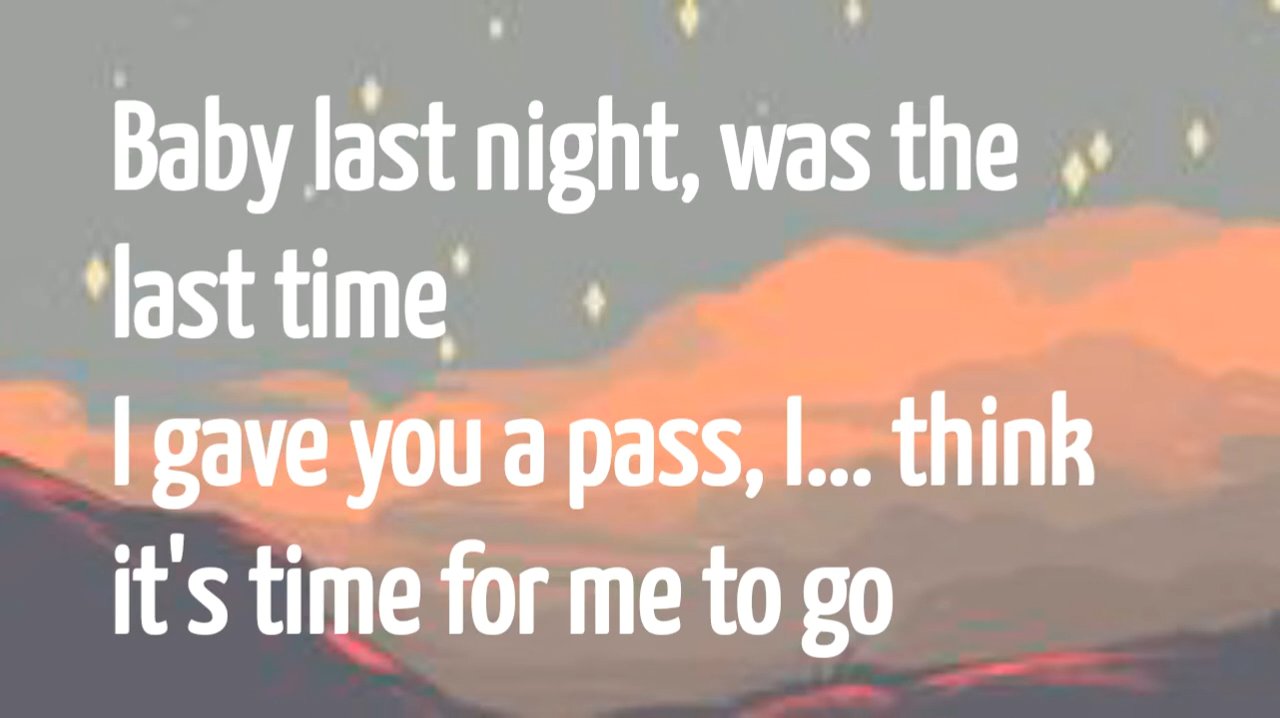 Baby last night, was the
last time
I gave you a pass, I... think
it's time for me to go